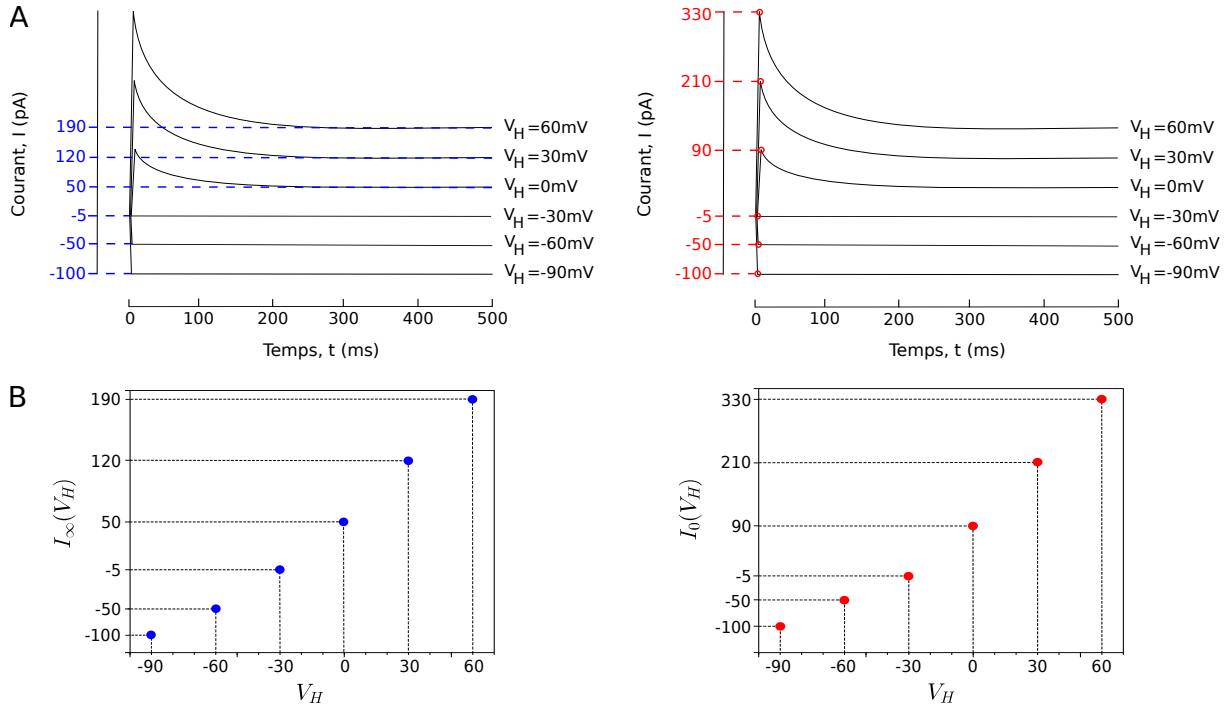 A
Courant, I (pA)
190
120
50
-5
-50
-100
V_H=60mV
V_H=30mV
V_H=0mV
V_H=-30mV
V_H=-60mV
V_H=-90mV
0 100 200 300 400 500
Temps, t (ms)
Courant, I (pA)
330
210
90
-5
-50
-100
V_H=60mV
V_H=30mV
V_H=0mV
V_H=-30mV
V_H=-60mV
V_H=-90mV
0 100 200 300 400 500
Temps, t (ms)
B
I_∞(V_H)
190
120
50
-5
-50
-100
-90 -60 -30 0 30 60
V_H
I_0(V_H)
330
210
90
-5
-50
-100
-90 -60 -30 0 30 60
V_H